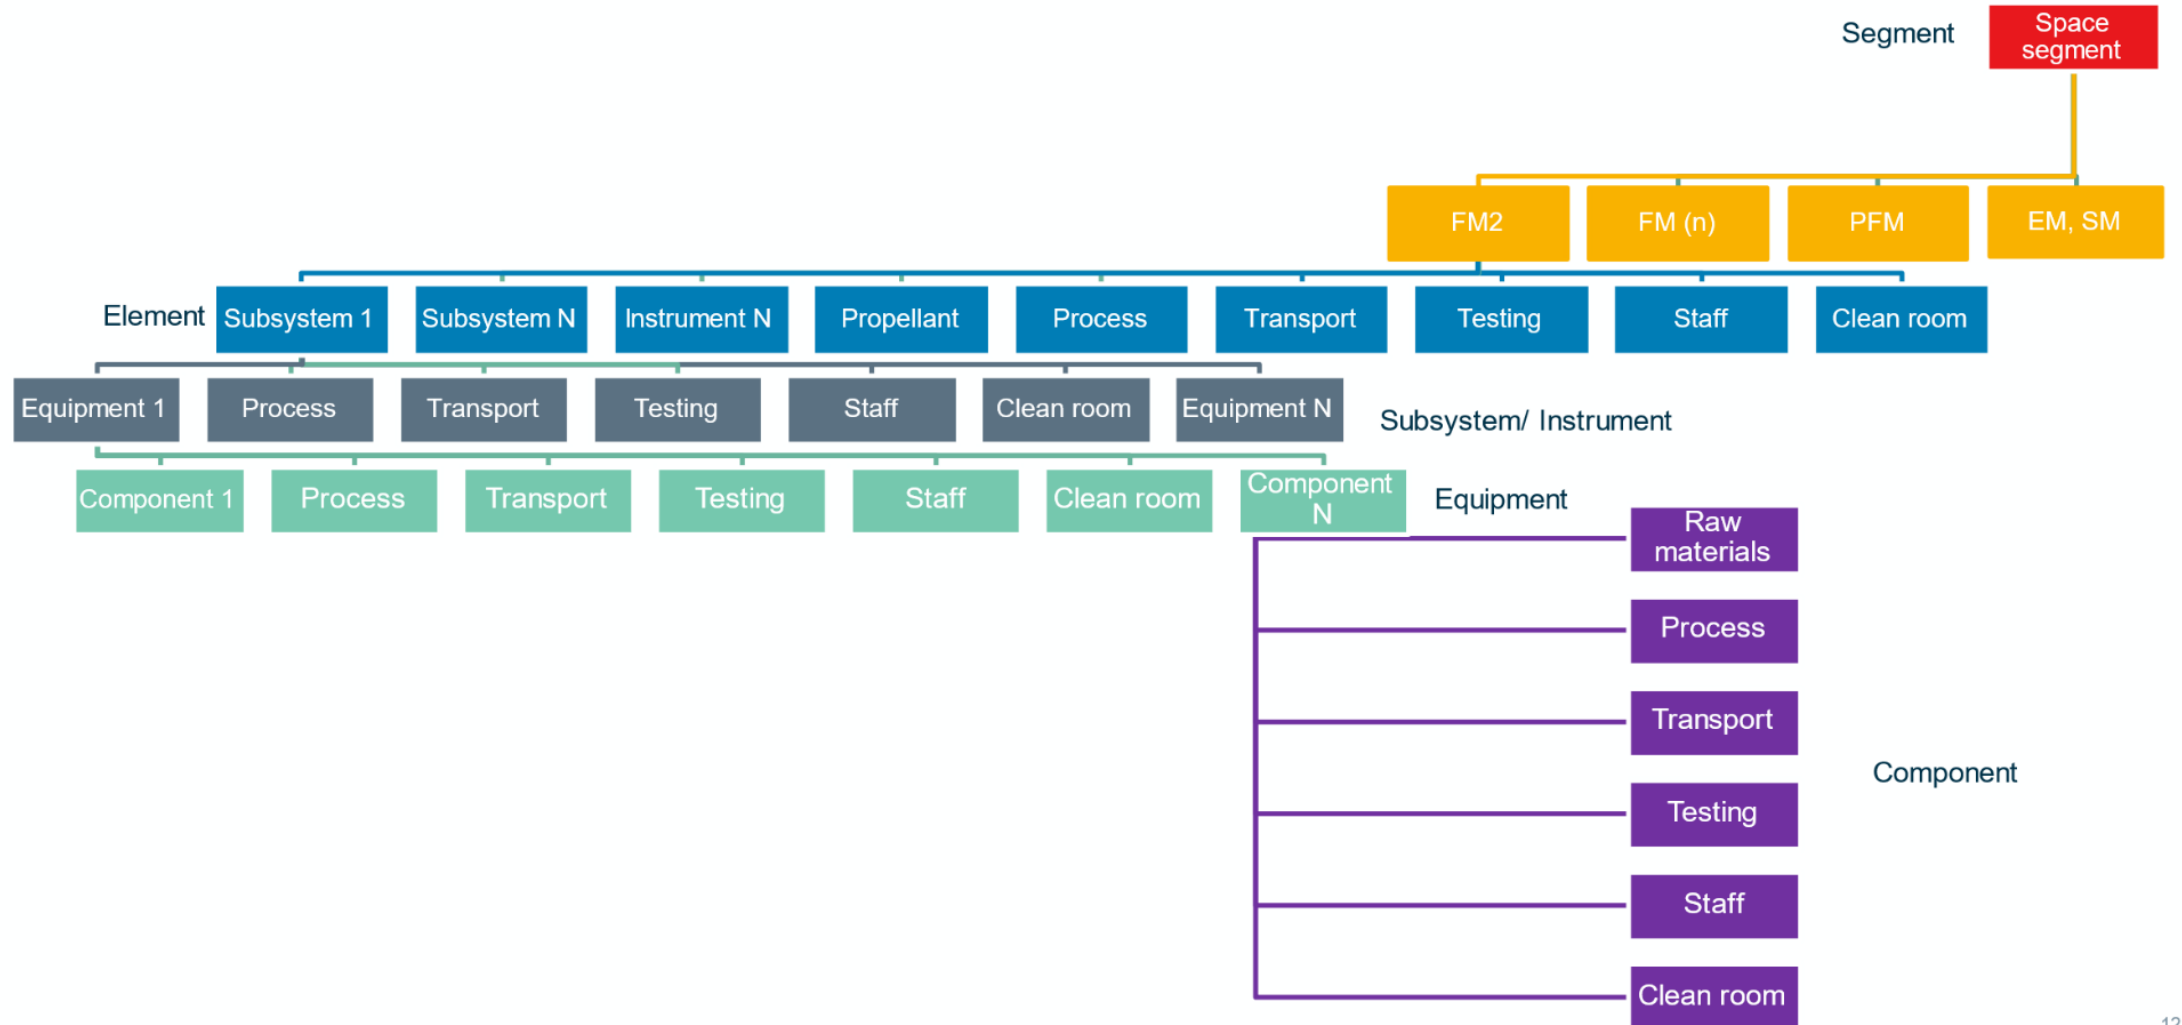 Segment
Space
segment
FM2
FM (n)
PFM
EM, SM
Element
Subsystem 1
Subsystem N
Instrument N
Propellant
Process
Transport
Testing
Staff
Clean room
Equipment 1
Process
Transport
Testing
Staff
Clean room
Equipment N
Subsystem/ Instrument
Component 1
Process
Transport
Testing
Staff
Clean room
Component
N
Equipment
Raw
materials
Process
Transport
Component
Testing
Staff
Clean room